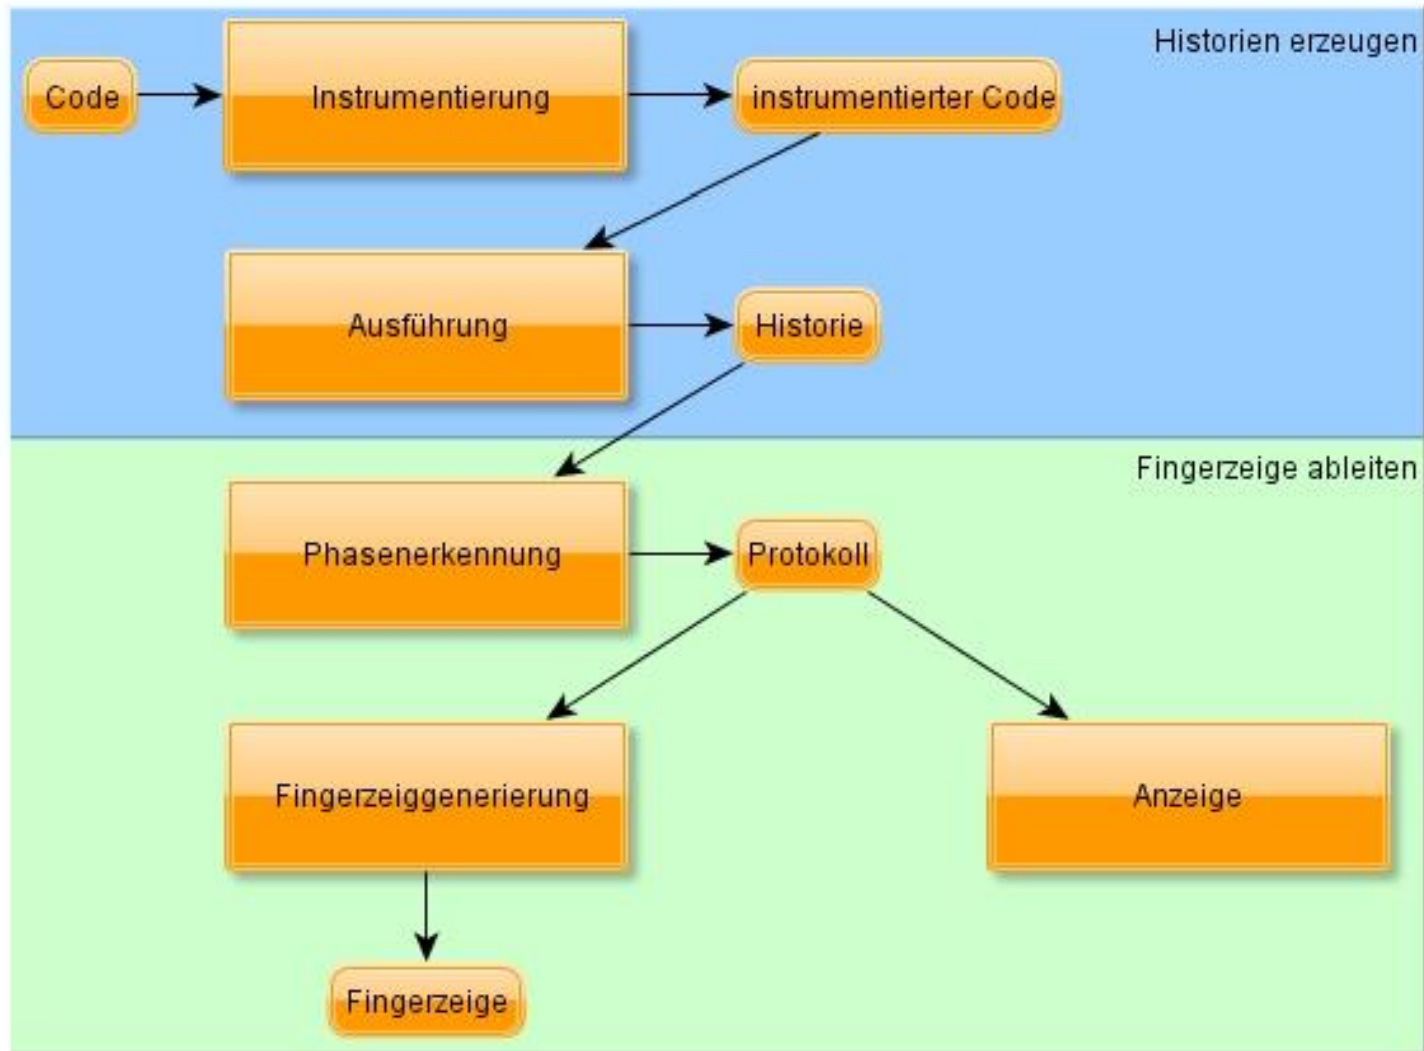 Historien erzeugen
Code
Instrumentierung
instrumentierter Code
Ausführung
Historie
Fingerzeige ableiten
Phasenerkennung
Protokoll
Fingerzeiggenerierung
Anzeige
Fingerzeige